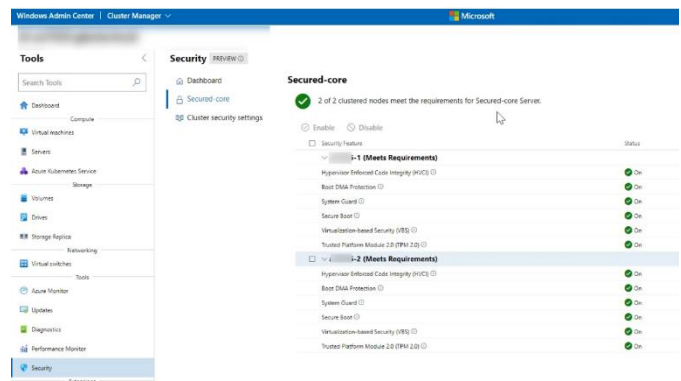 Windows Admin Center | Cluster Manager
Microsoft
Tools
Search Tools
Dashboard
Compute
Virtual machines
Servers
Azure Kubernetes Service
Storage
Volumes
Drives
Storage Replica
Networking
Virtual switches
Tools
Azure Monitor
Updates
Diagnostics
Performance Monitor
Security
Extensions
Security PREVIEW
Dashboard
Secured-core
Cluster security settings
Secured-core
2 of 2 clustered nodes meet the requirements for Secured-core Server.
Enable Disable
Security Feature Status
-1 (Meets Requirements)
Hypervisor Enforced Code Integrity (HVCI) On
Boot DMA Protection On
System Guard On
Secure Boot On
Virtualization-based Security (VBS) On
Trusted Platform Module 2.0 (TPM 2.0) On
-2 (Meets Requirements)
Hypervisor Enforced Code Integrity (HVCI) On
Boot DMA Protection On
System Guard On
Secure Boot On
Virtualization-based Security (VBS) On
Trusted Platform Module 2.0 (TPM 2.0) On